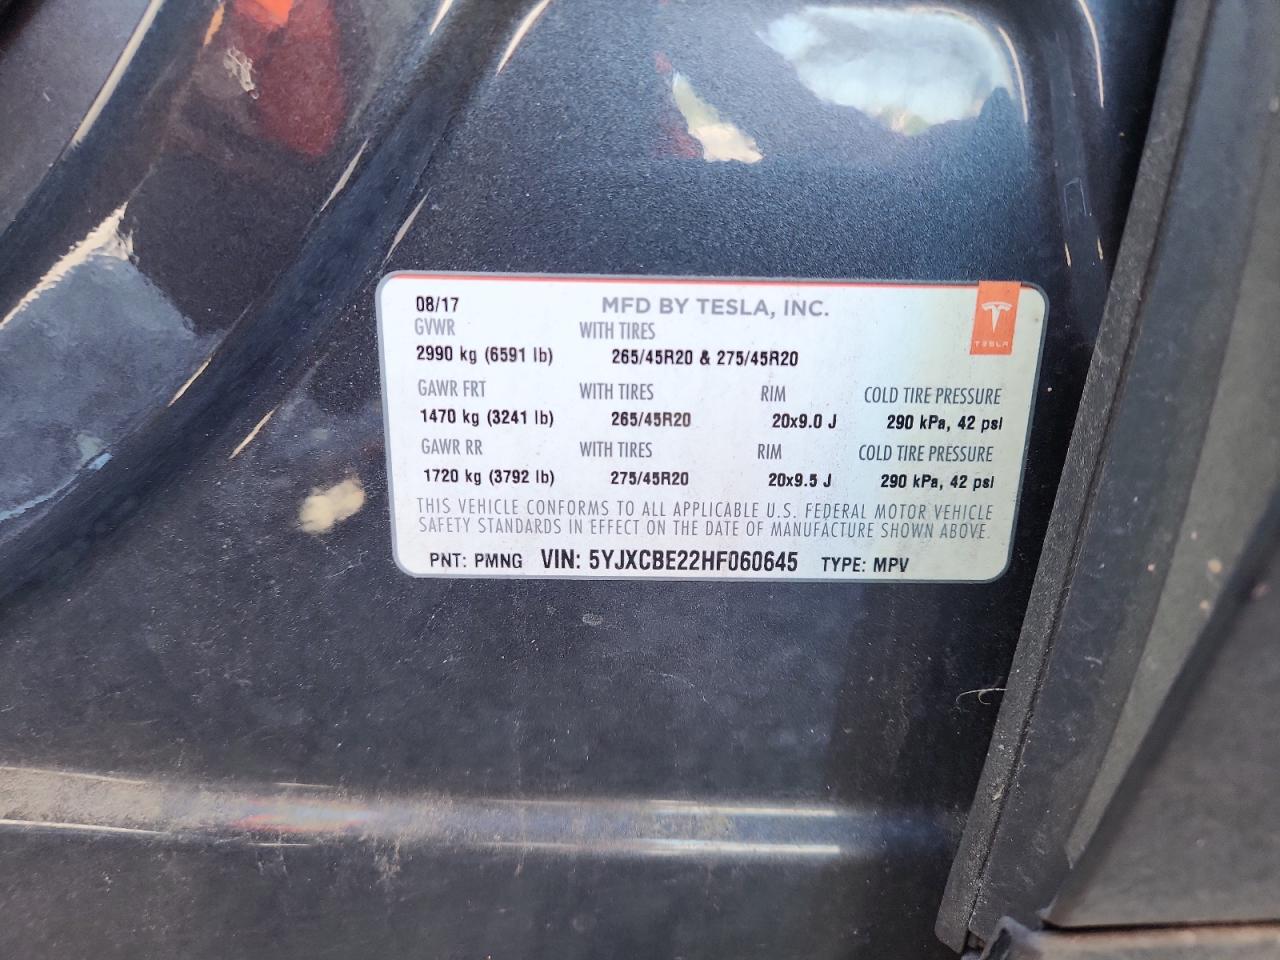 08/17 MFD BY TESLA, INC.
GVWR WITH TIRES
2990 kg (6591 lb) 265/45R20 & 275/45R20
TESLA
GAWR FRT WITH TIRES RIM COLD TIRE PRESSURE
1470 kg (3241 lb) 265/45R20 20x9.0 J 290 kPa, 42 psi
GAWR RR WITH TIRES RIM COLD TIRE PRESSURE
1720 kg (3792 lb) 275/45R20 20x9.5 J 290 kPa, 42 psi
THIS VEHICLE CONFORMS TO ALL APPLICABLE U.S. FEDERAL MOTOR VEHICLE
SAFETY STANDARDS IN EFFECT ON THE DATE OF MANUFACTURE SHOWN ABOVE.
PNT: PMNG VIN: 5YJXCBE22HF060645 TYPE: MPV